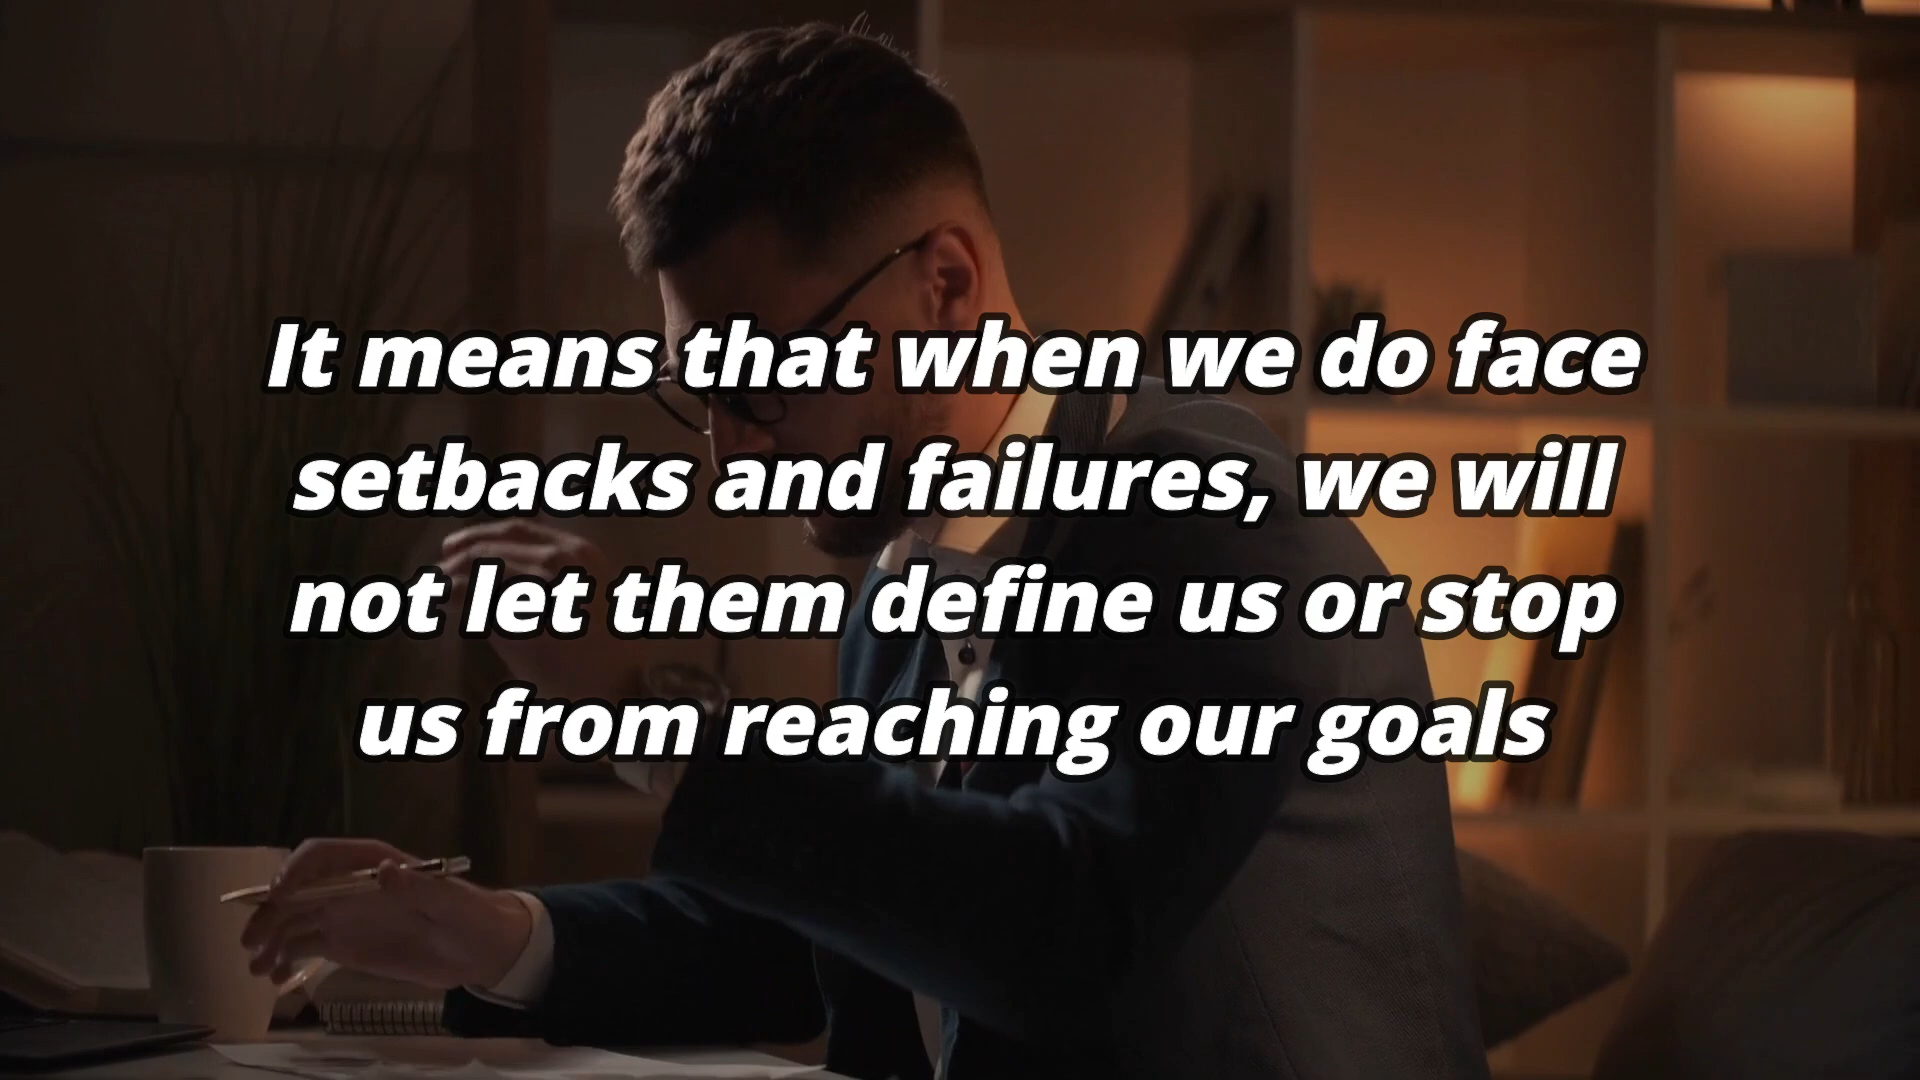 It means that when we do face
setbacks and failures, we will
not let them define us or stop
us from reaching our goals